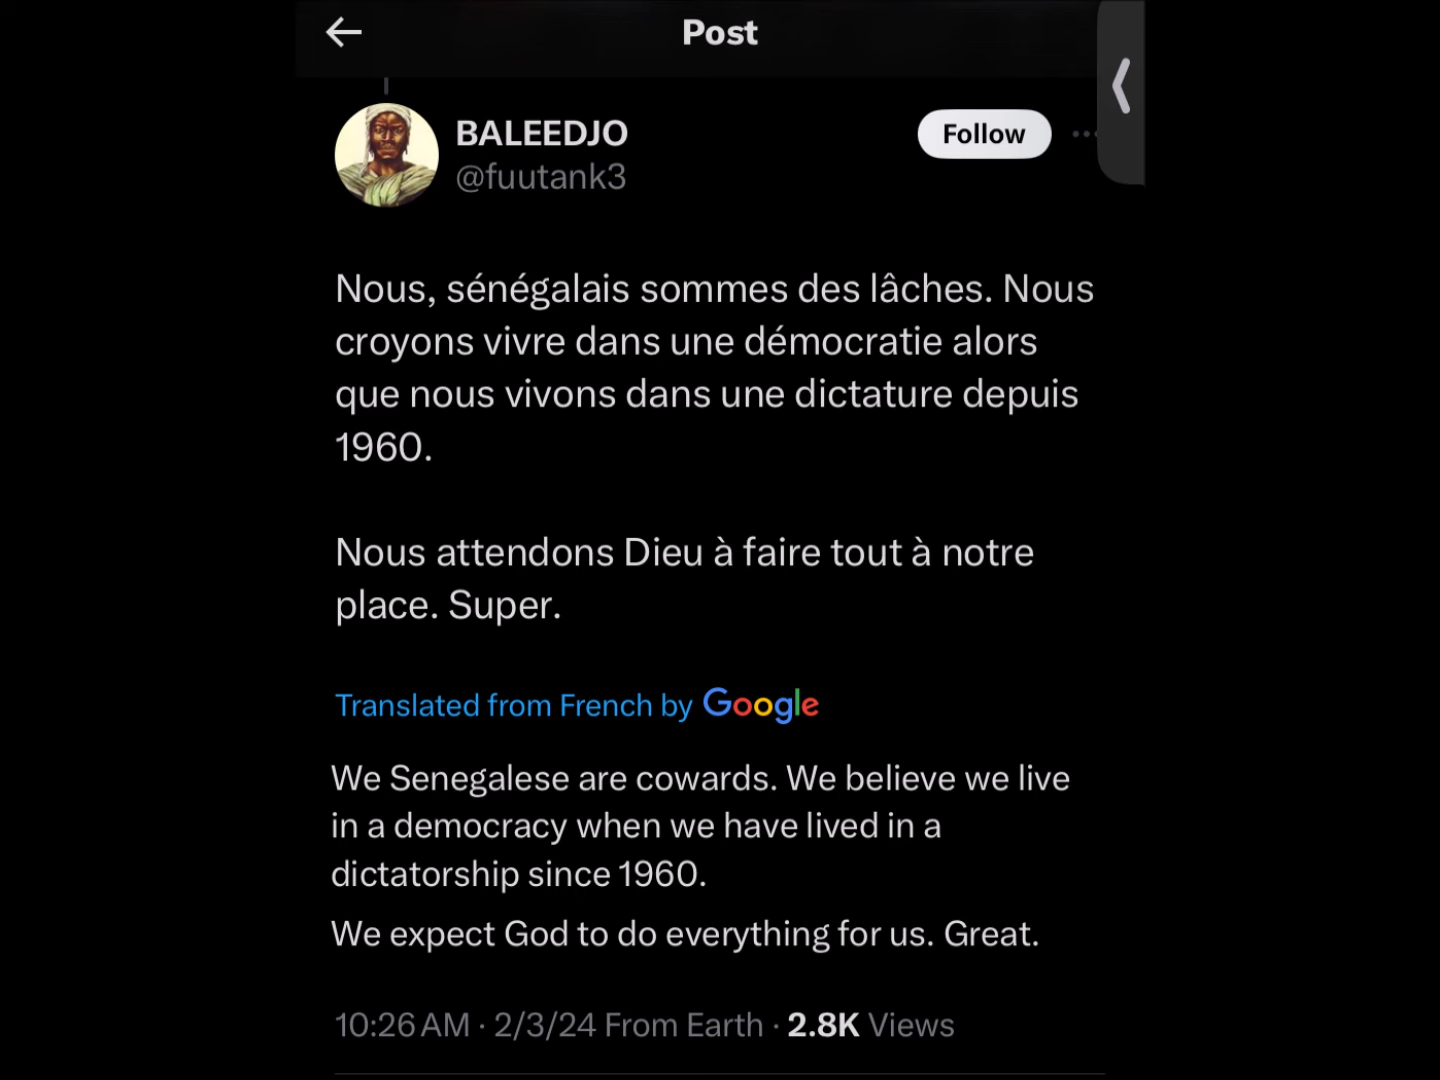 Post
BALEEDJO
Follow
@fuutank3
Nous, sénégalais sommes des lâches. Nous
croyons vivre dans une démocratie alors
que nous vivons dans une dictature depuis
1960.
Nous attendons Dieu à faire tout à notre
place. Super.
Translated from French by Google
We Senegalese are cowards. We believe we live
in a democracy when we have lived in a
dictatorship since 1960.
We expect God to do everything for us. Great.
10:26 AM · 2/3/24 From Earth · 2.8K Views